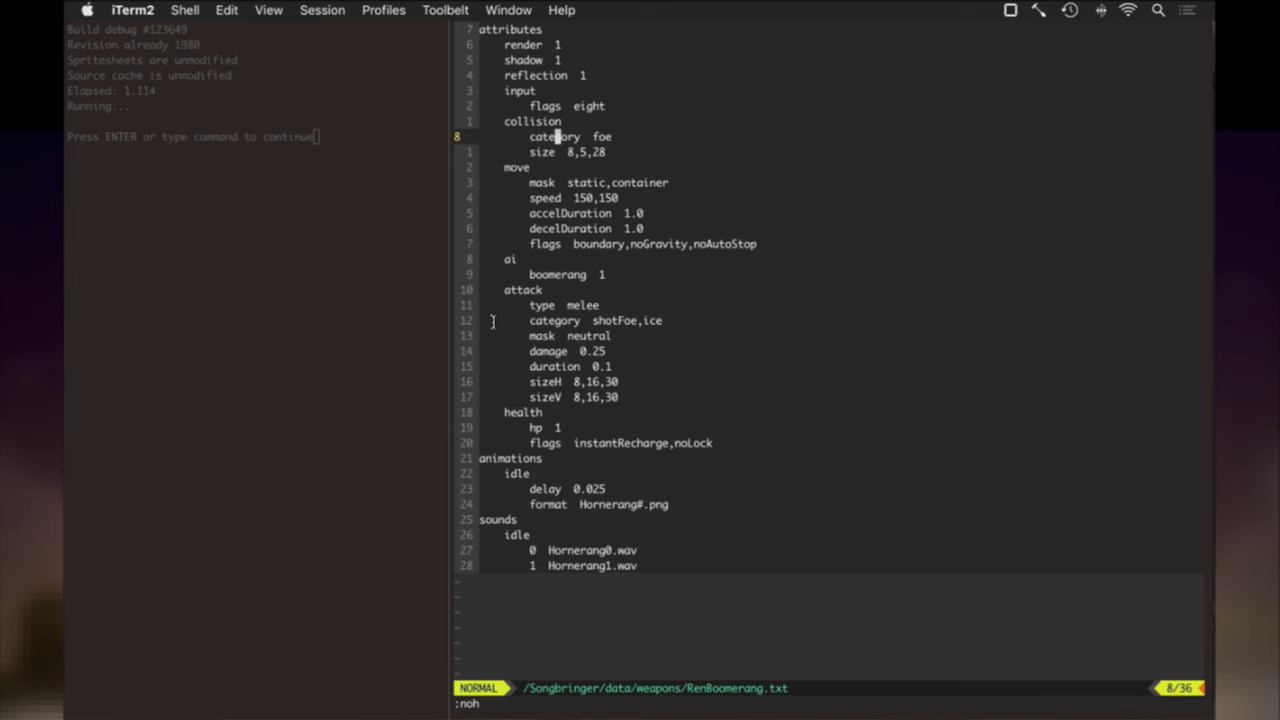 iTerm2 Shell Edit View Session Profiles Toolbelt Window Help
Build debug #123649
Revision already 1980
Spritesheets are unmodified
Source cache is unmodified
Elapsed: 1.114
Running...
Press ENTER or type command to continue
7 attributes
6 render 1
5 shadow 1
4 reflection 1
3 input
2 flags eight
1 collision
8 category foe
1 size 8,5,28
2 move
3 mask static,container
4 speed 150,150
5 accelDuration 1.0
6 decelDuration 1.0
7 flags boundary,noGravity,noAutoStop
8 ai
9 boomerang 1
10 attack
11 type melee
12 category shotFoe,ice
13 mask neutral
14 damage 0.25
15 duration 0.1
16 sizeH 8,16,30
17 sizeV 8,16,30
18 health
19 hp 1
20 flags instantRecharge,noLock
21 animations
22 idle
23 delay 0.025
24 format Hornerang#.png
25 sounds
26 idle
27 0 Hornerang0.wav
28 1 Hornerang1.wav
~
~
~
~
~
~
~
NORMAL /Songbringer/data/weapons/RenBoomerang.txt 8/36
:noh